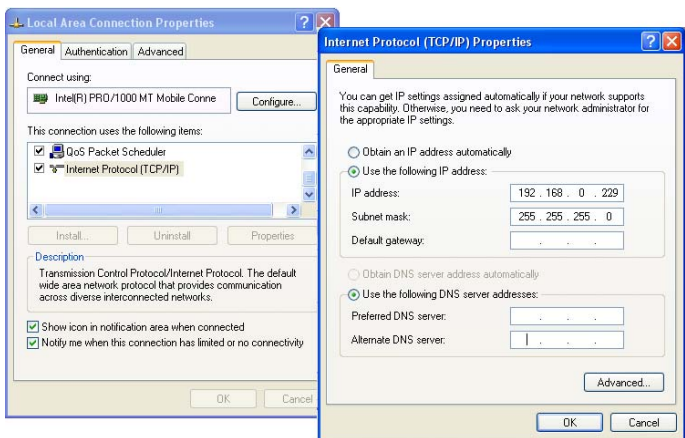 Local Area Connection Properties
General Authentication Advanced
Connect using:
Intel(R) PRO/1000 MT Mobile Conne
Configure...
This connection uses the following items:
QoS Packet Scheduler
Internet Protocol (TCP/IP)
Install...
Uninstall
Properties
Description
Transmission Control Protocol/Internet Protocol. The default
wide area network protocol that provides communication
across diverse interconnected networks.
Show icon in notification area when connected
Notify me when this connection has limited or no connectivity
OK
Cancel
Internet Protocol (TCP/IP) Properties
General
You can get IP settings assigned automatically if your network supports
this capability. Otherwise, you need to ask your network administrator for
the appropriate IP settings.
Obtain an IP address automatically
Use the following IP address:
IP address: 192 . 168 . 0 . 229
Subnet mask: 255 . 255 . 255 . 0
Default gateway: . . .
Obtain DNS server address automatically
Use the following DNS server addresses:
Preferred DNS server: . . .
Alternate DNS server: . . .
Advanced...
OK
Cancel